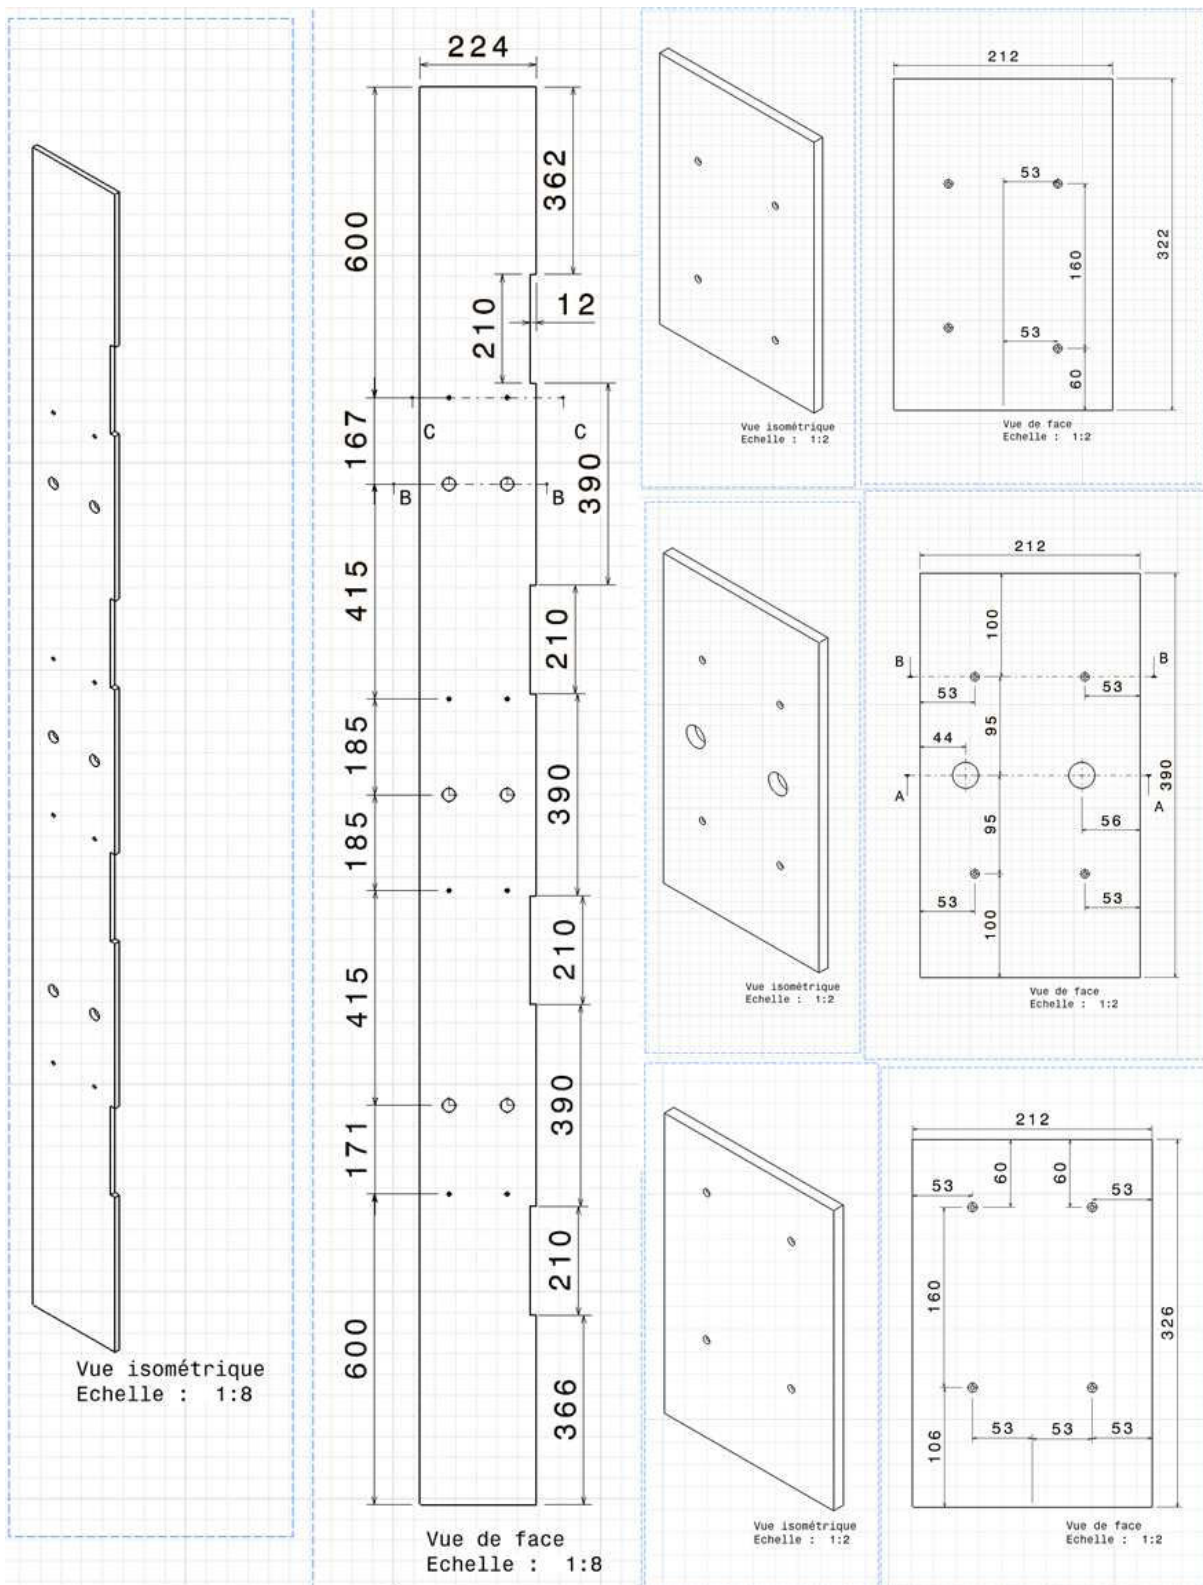 224
600
362
210
12
167
C
C
B
B
390
415
210
185
390
185
210
415
390
171
210
600
366
Vue isométrique
Echelle :  1:8
Vue de face
Echelle :  1:8
212
53
160
322
53
60
Vue isométrique
Echelle :  1:2
Vue de face
Echelle :  1:2
212
100
B
B
53
53
95
44
390
A
A
95
56
53
53
100
Vue isométrique
Echelle :  1:2
Vue de face
Echelle :  1:2
212
60
60
53
53
160
326
106
53
53
53
Vue isométrique
Echelle :  1:2
Vue de face
Echelle :  1:2